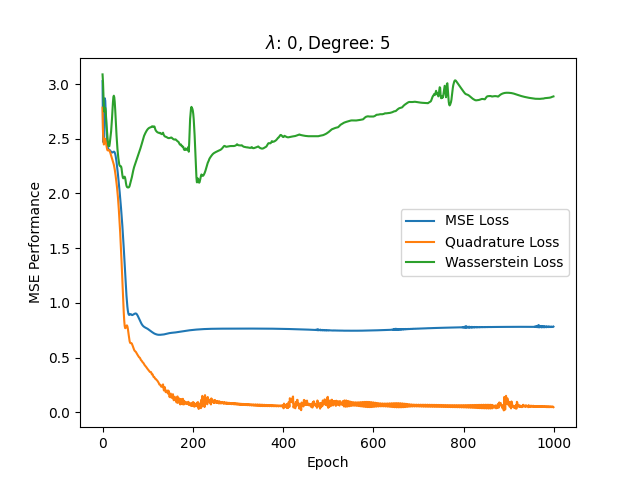 λ: 0, Degree: 5
MSE Performance
3.0
2.5
2.0
1.5
1.0
0.5
0.0
MSE Loss
Quadrature Loss
Wasserstein Loss
0 200 400 600 800 1000
Epoch